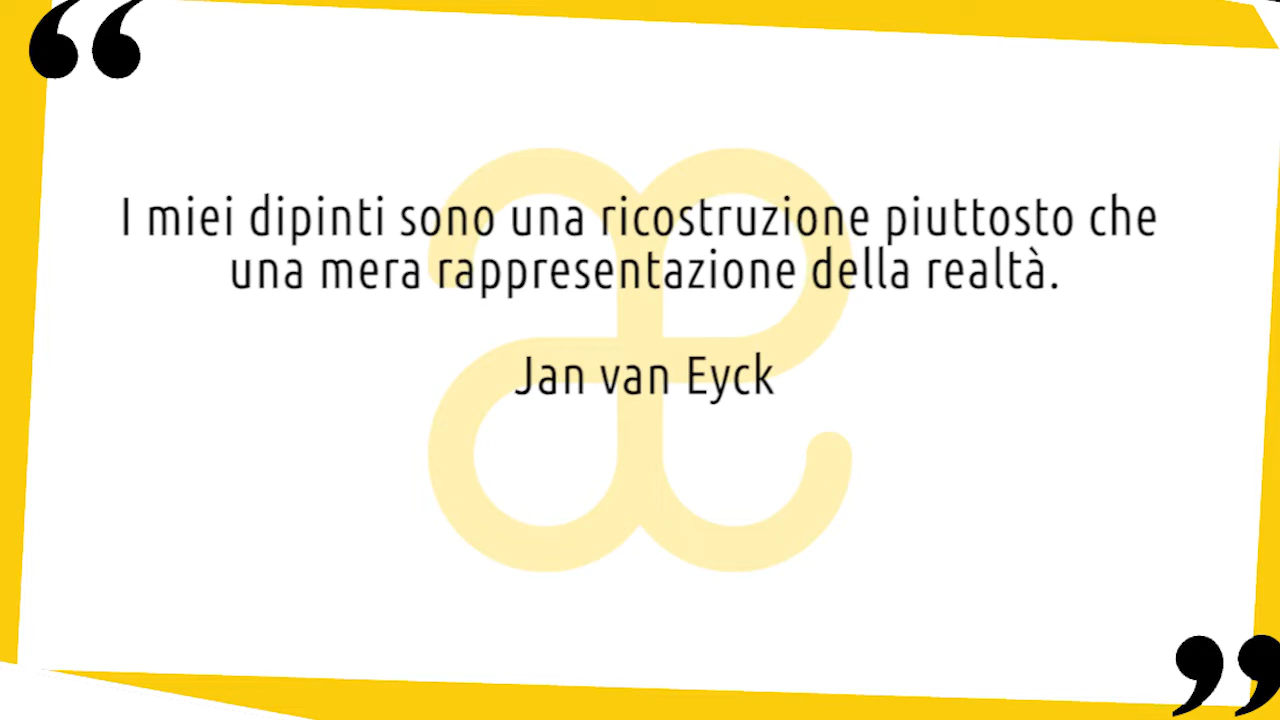 “
I miei dipinti sono una ricostruzione piuttosto che
una mera rappresentazione della realtà.
Jan van Eyck
æ
”